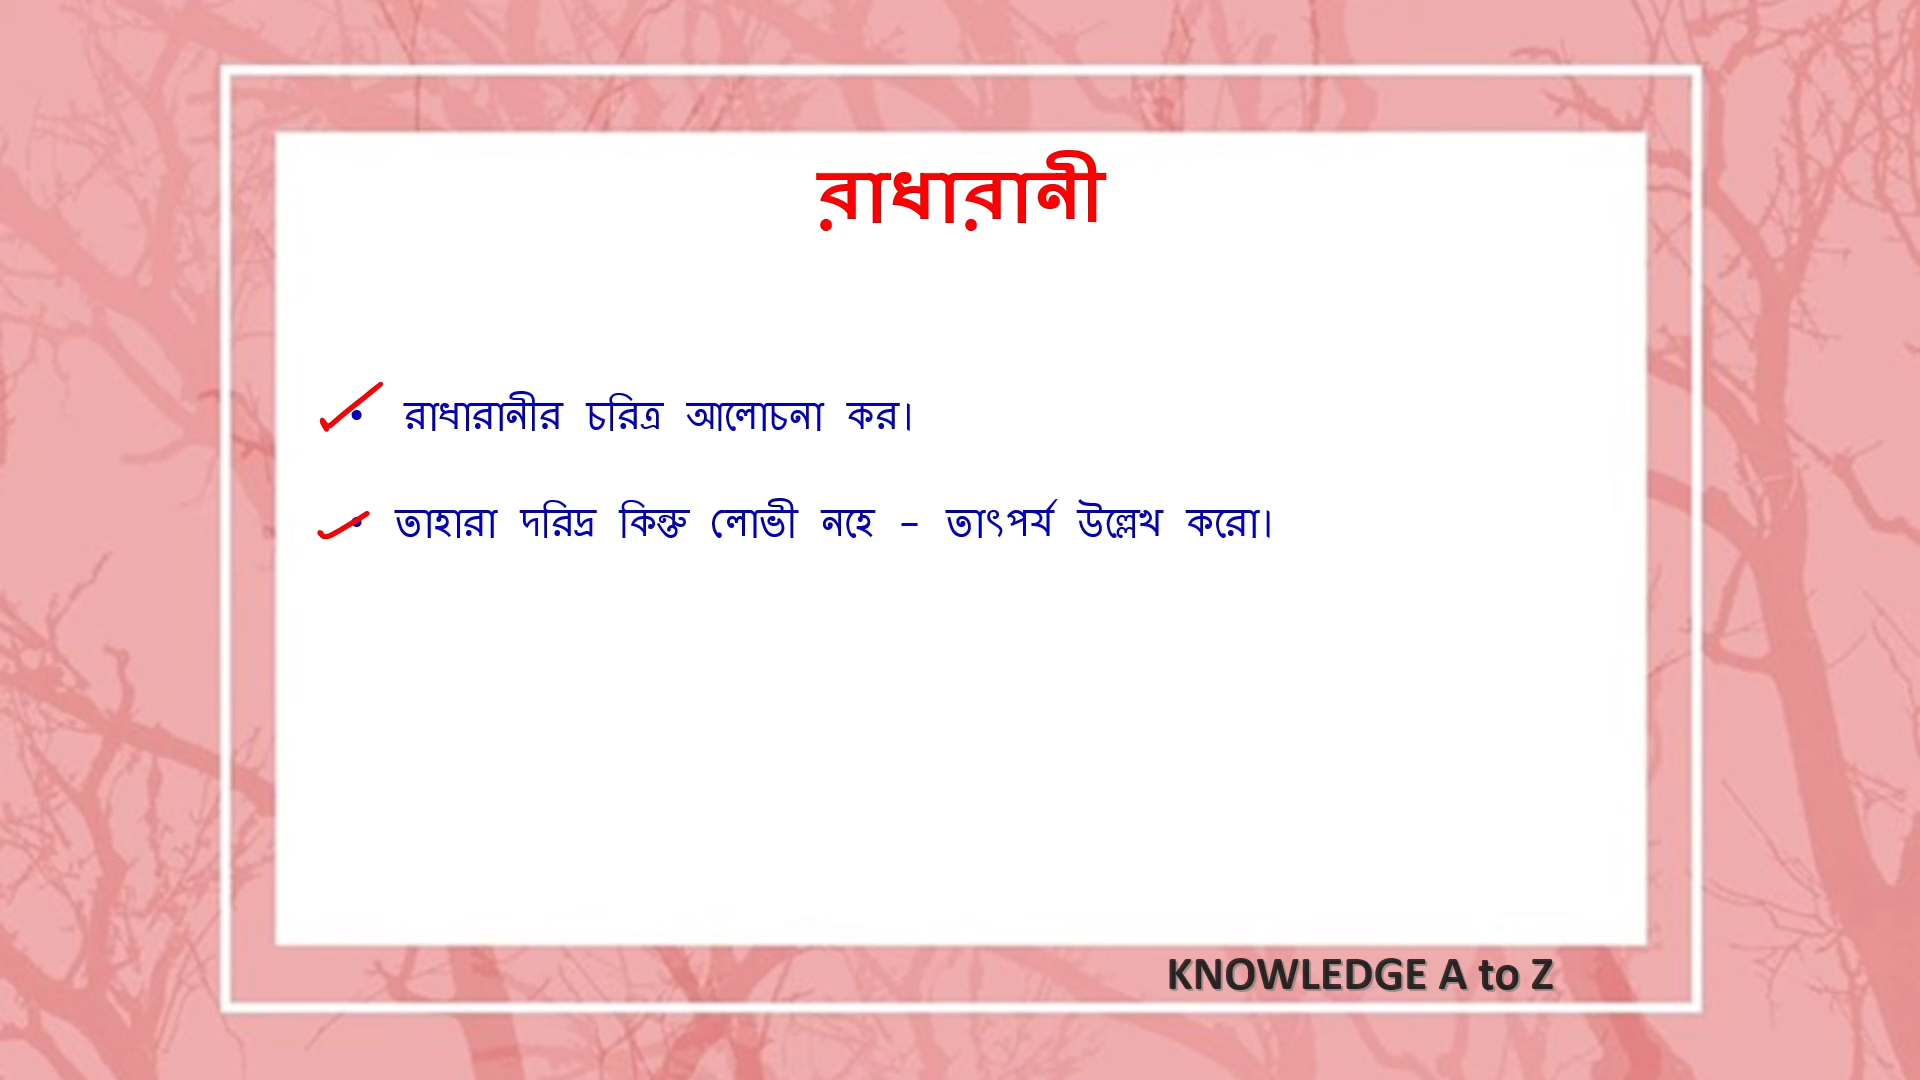 রাধারানী
• রাধারানীর চরিত্র আলোচনা কর।
• তাহারা দরিদ্র কিন্তু লোভী নহে – তাৎপর্য উল্লেখ করো।
KNOWLEDGE A to Z